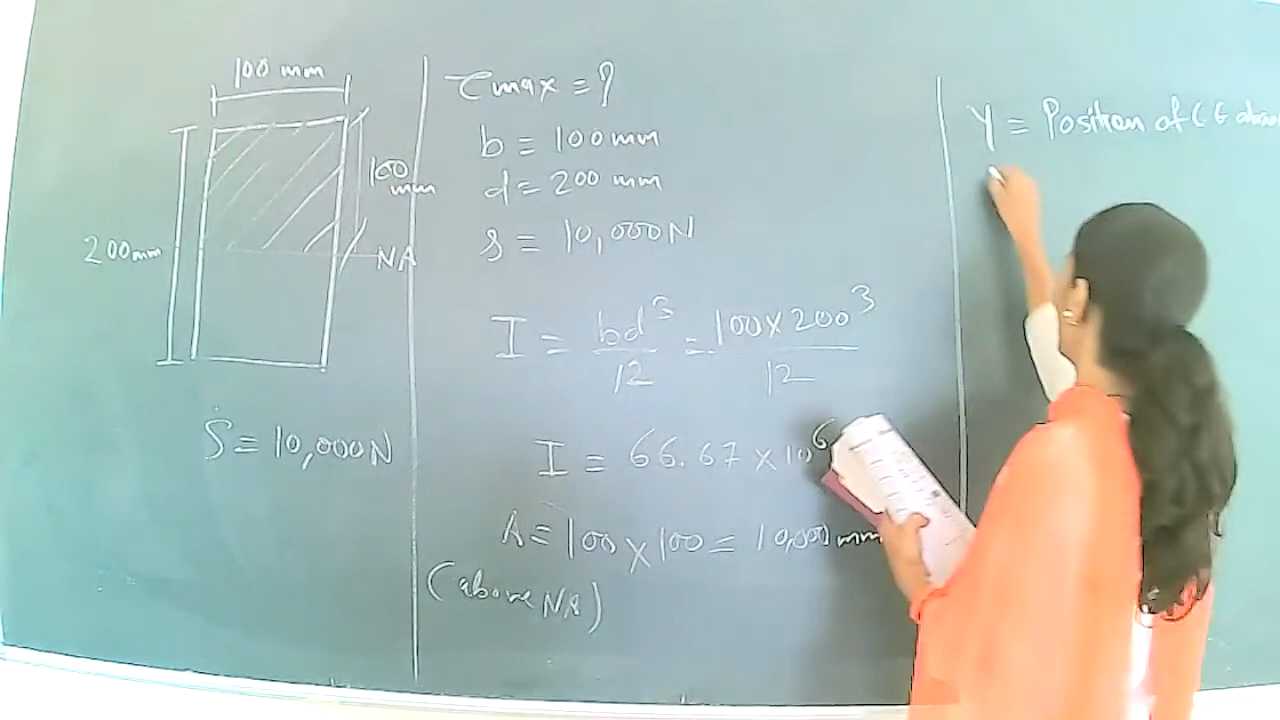 100 mm
100 mm
200mm
NA
S = 10,000N
τmax = ?
b = 100mm
d = 200 mm
S = 10,000N
I = bd³/12 = 100 x 200³/12
I = 66.67 x 10⁶
A = 100 x 100 = 10,000 mm
(above NA)
Y = Position of CG